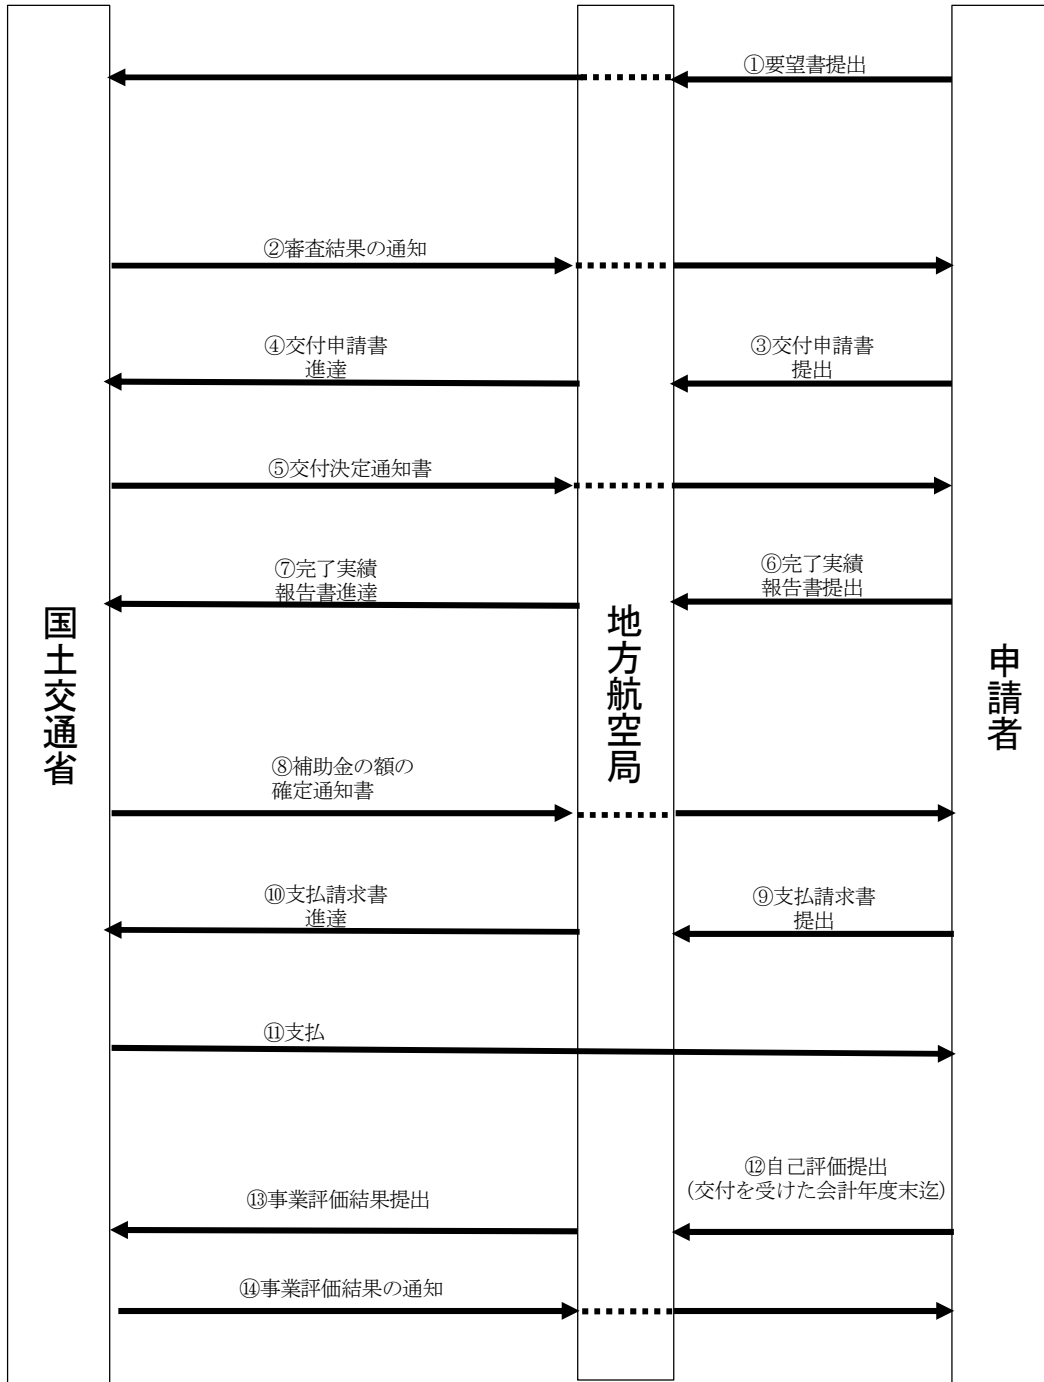 ①要望書提出
②審査結果の通知
④交付申請書
進達
③交付申請書
提出
⑤交付決定通知書
⑦完了実績
報告書進達
⑥完了実績
報告書提出
国土交通省
地方航空局
申請者
⑧補助金の額の
確定通知書
⑩支払請求書
進達
⑨支払請求書
提出
⑪支払
⑫自己評価提出
(交付を受けた会計年度末迄)
⑬事業評価結果提出
⑭事業評価結果の通知